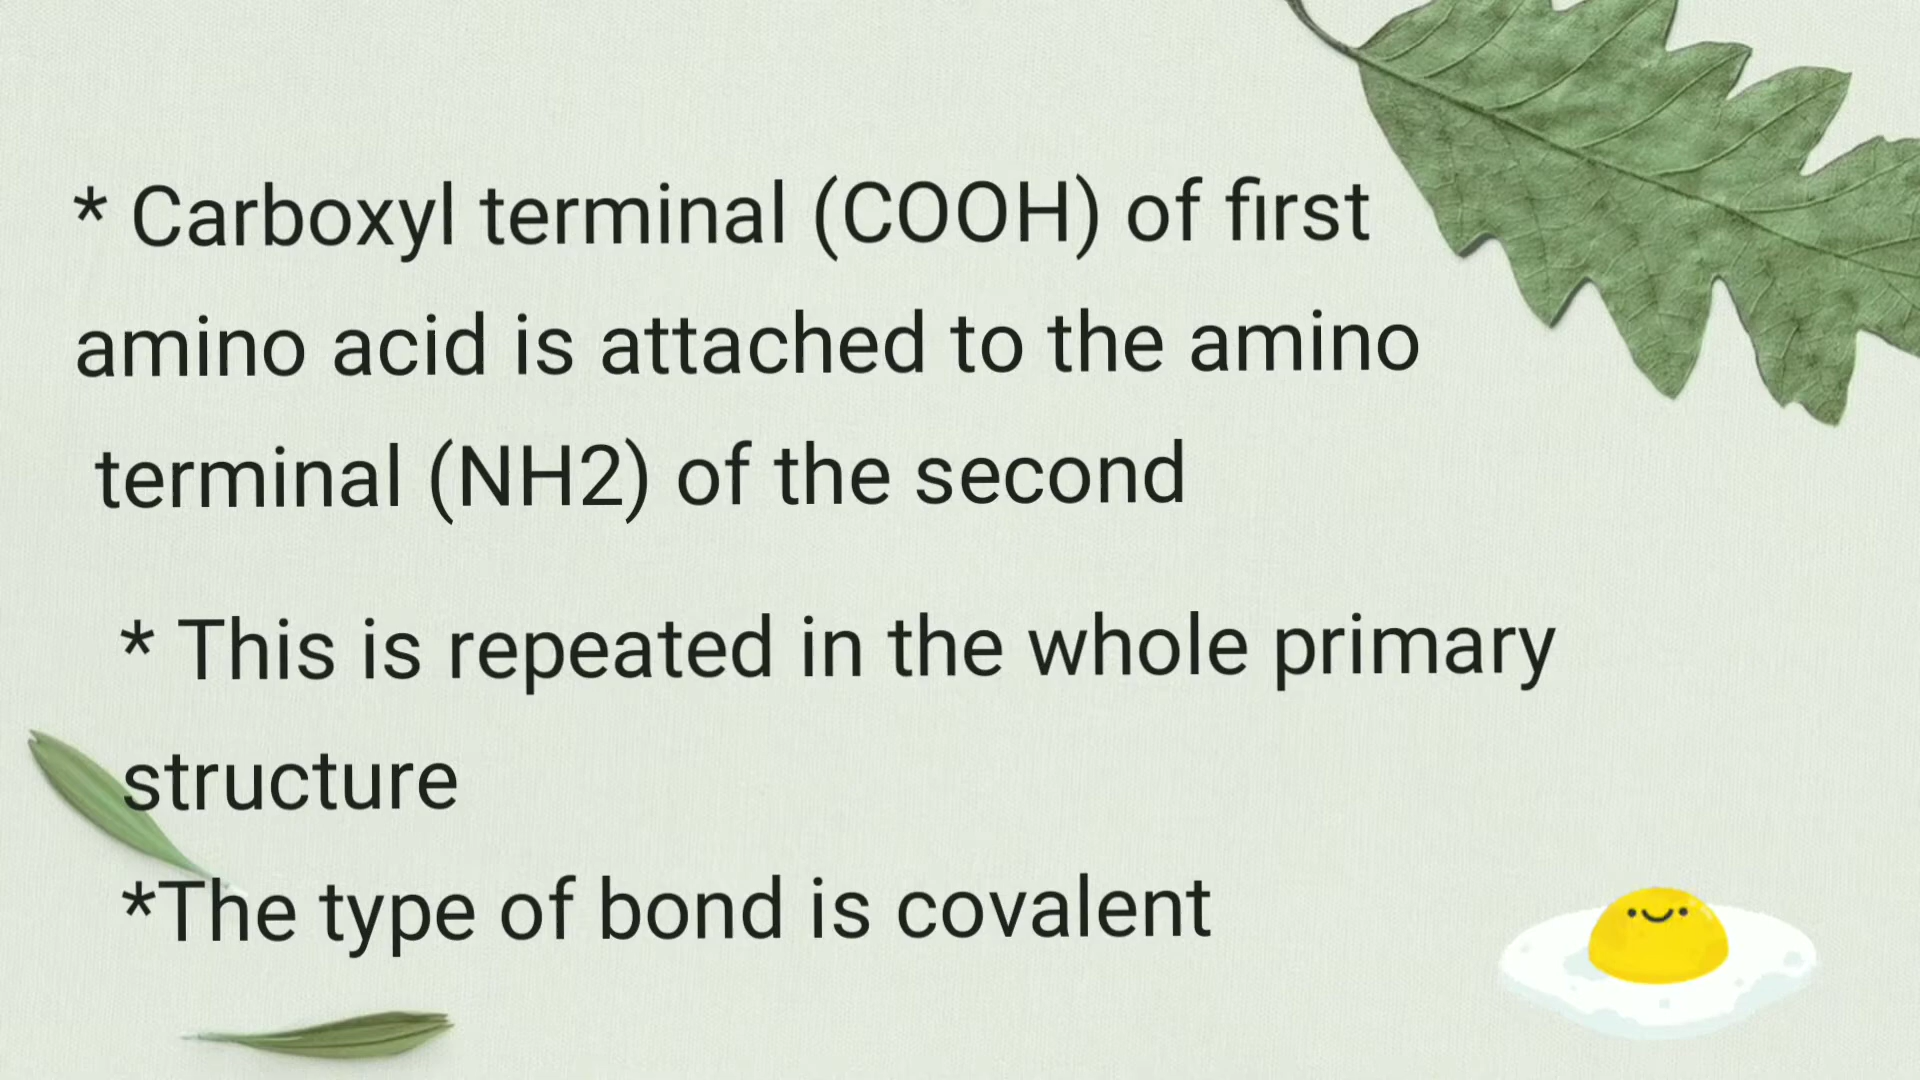 * Carboxyl terminal (COOH) of first
amino acid is attached to the amino
terminal (NH2) of the second
* This is repeated in the whole primary
structure
*The type of bond is covalent